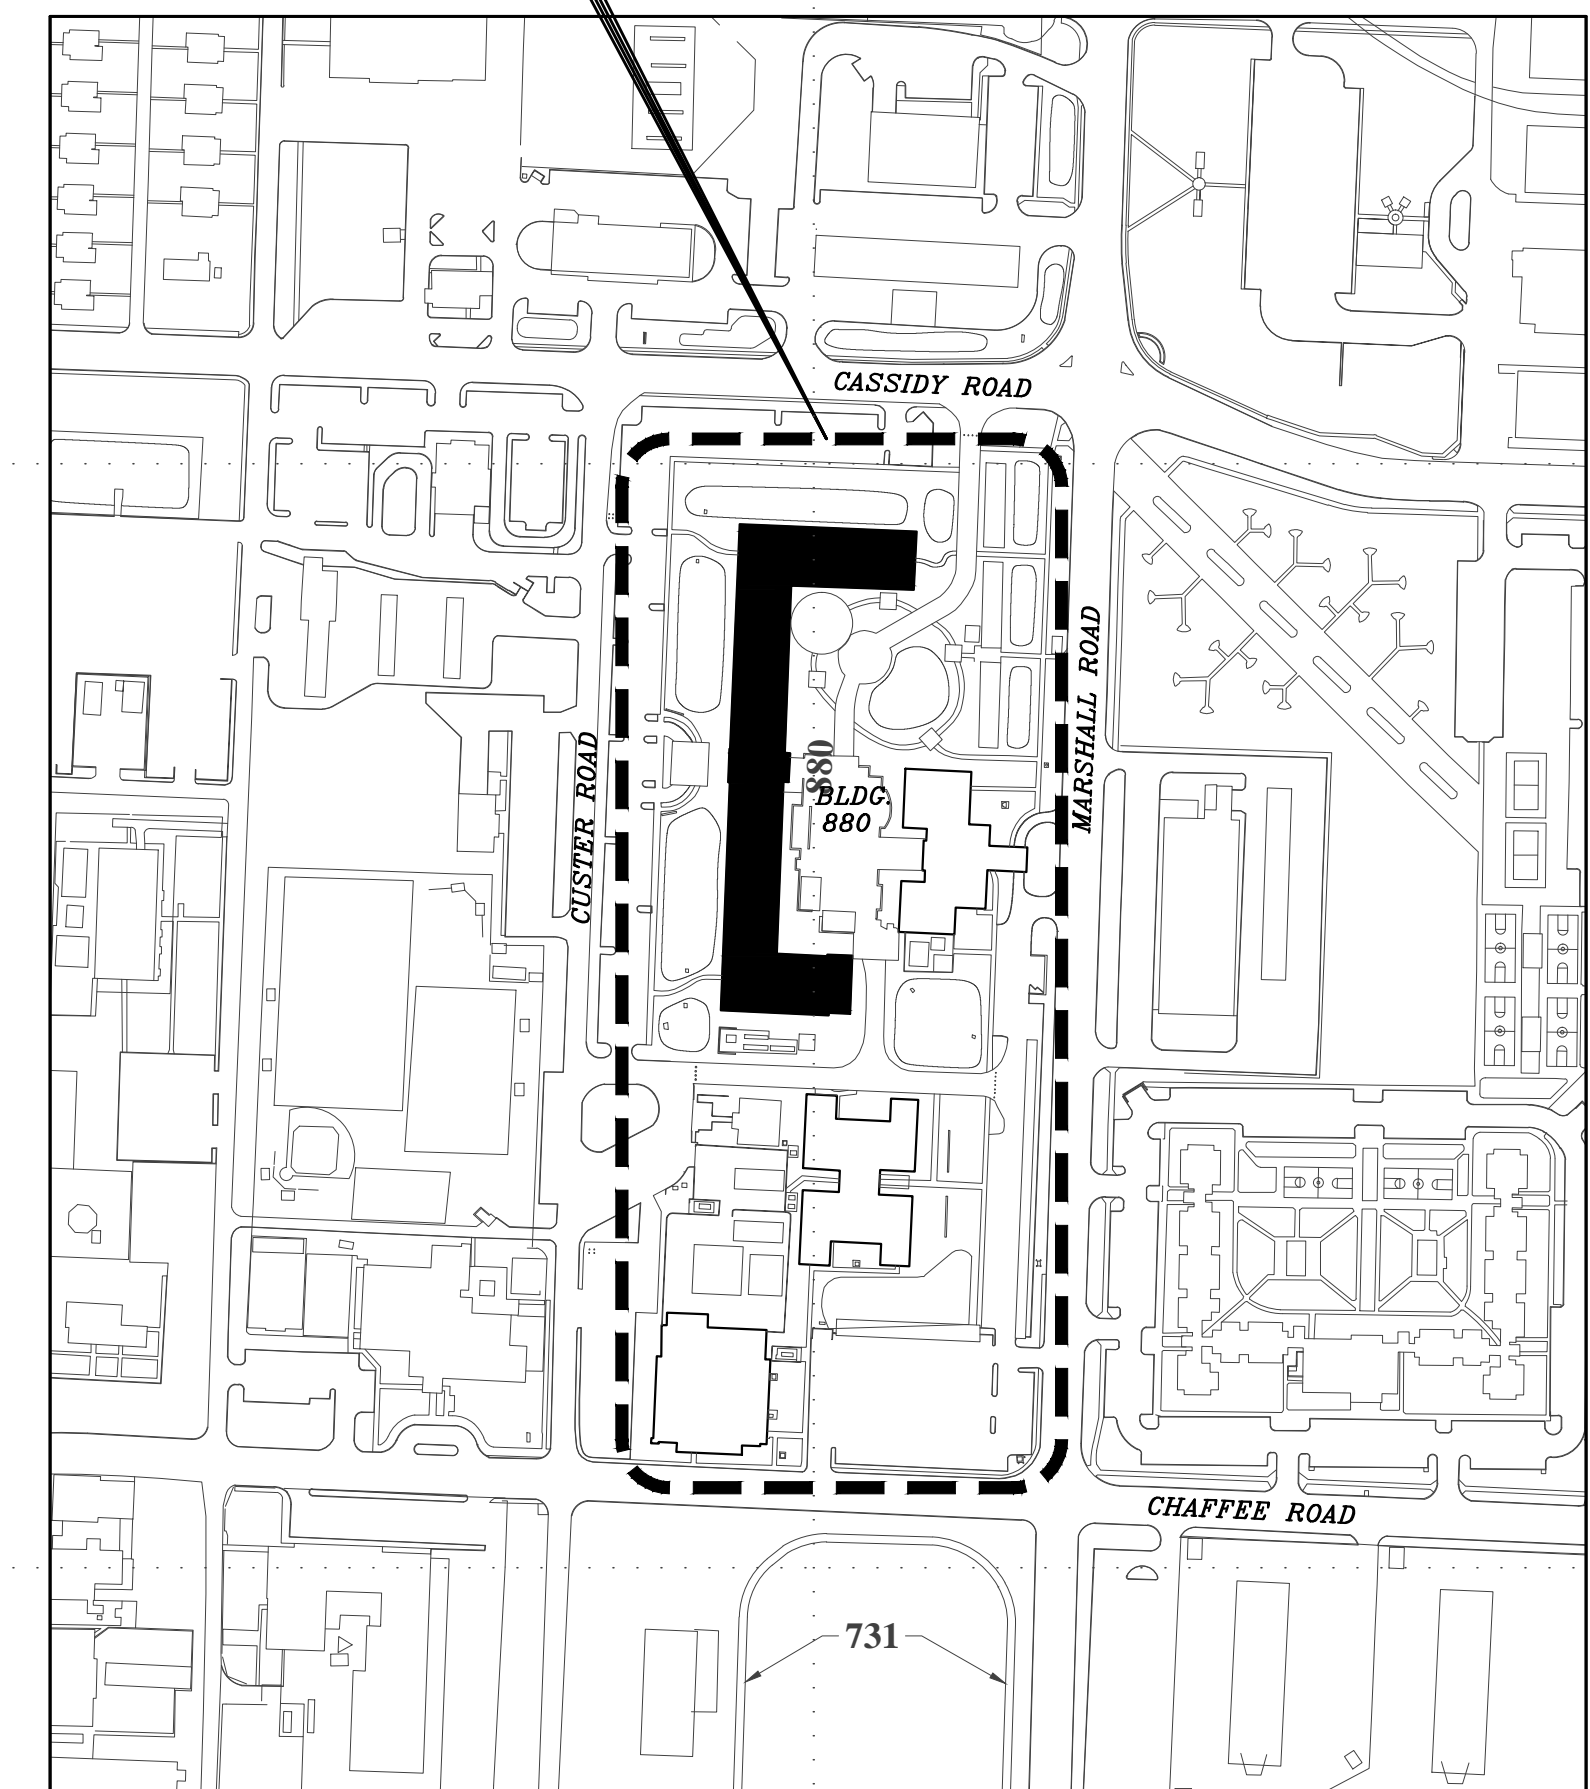 CASSIDY ROAD
MARSHALL ROAD
CUSTER ROAD
880
BLDG.
880
CHAFFEE ROAD
731